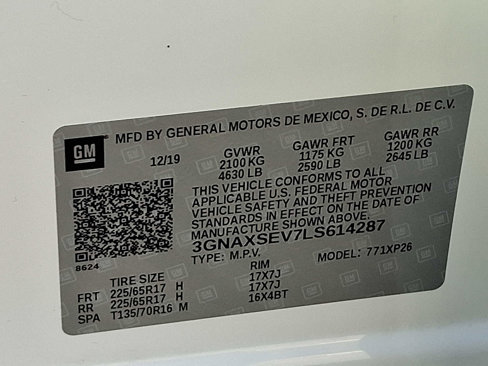 GM MFD BY GENERAL MOTORS DE MEXICO, S. DE R.L. DE C.V.
12/19 GVWR GAWR FRT GAWR RR
2100 KG 1175 KG 1200 KG
4630 LB 2590 LB 2645 LB
THIS VEHICLE CONFORMS TO ALL
APPLICABLE U.S. FEDERAL MOTOR
VEHICLE SAFETY AND THEFT PREVENTION
STANDARDS IN EFFECT ON DATE OF
MANUFACTURE SHOWN ABOVE.
3GNAXSEV7LS614287
TYPE: M.P.V. MODEL: 771XP26
8624
TIRE SIZE RIM
FRT 225/65R17 H 17X7J
RR 225/65R17 H 17X7J
SPA T135/70R16 M 16X4BT